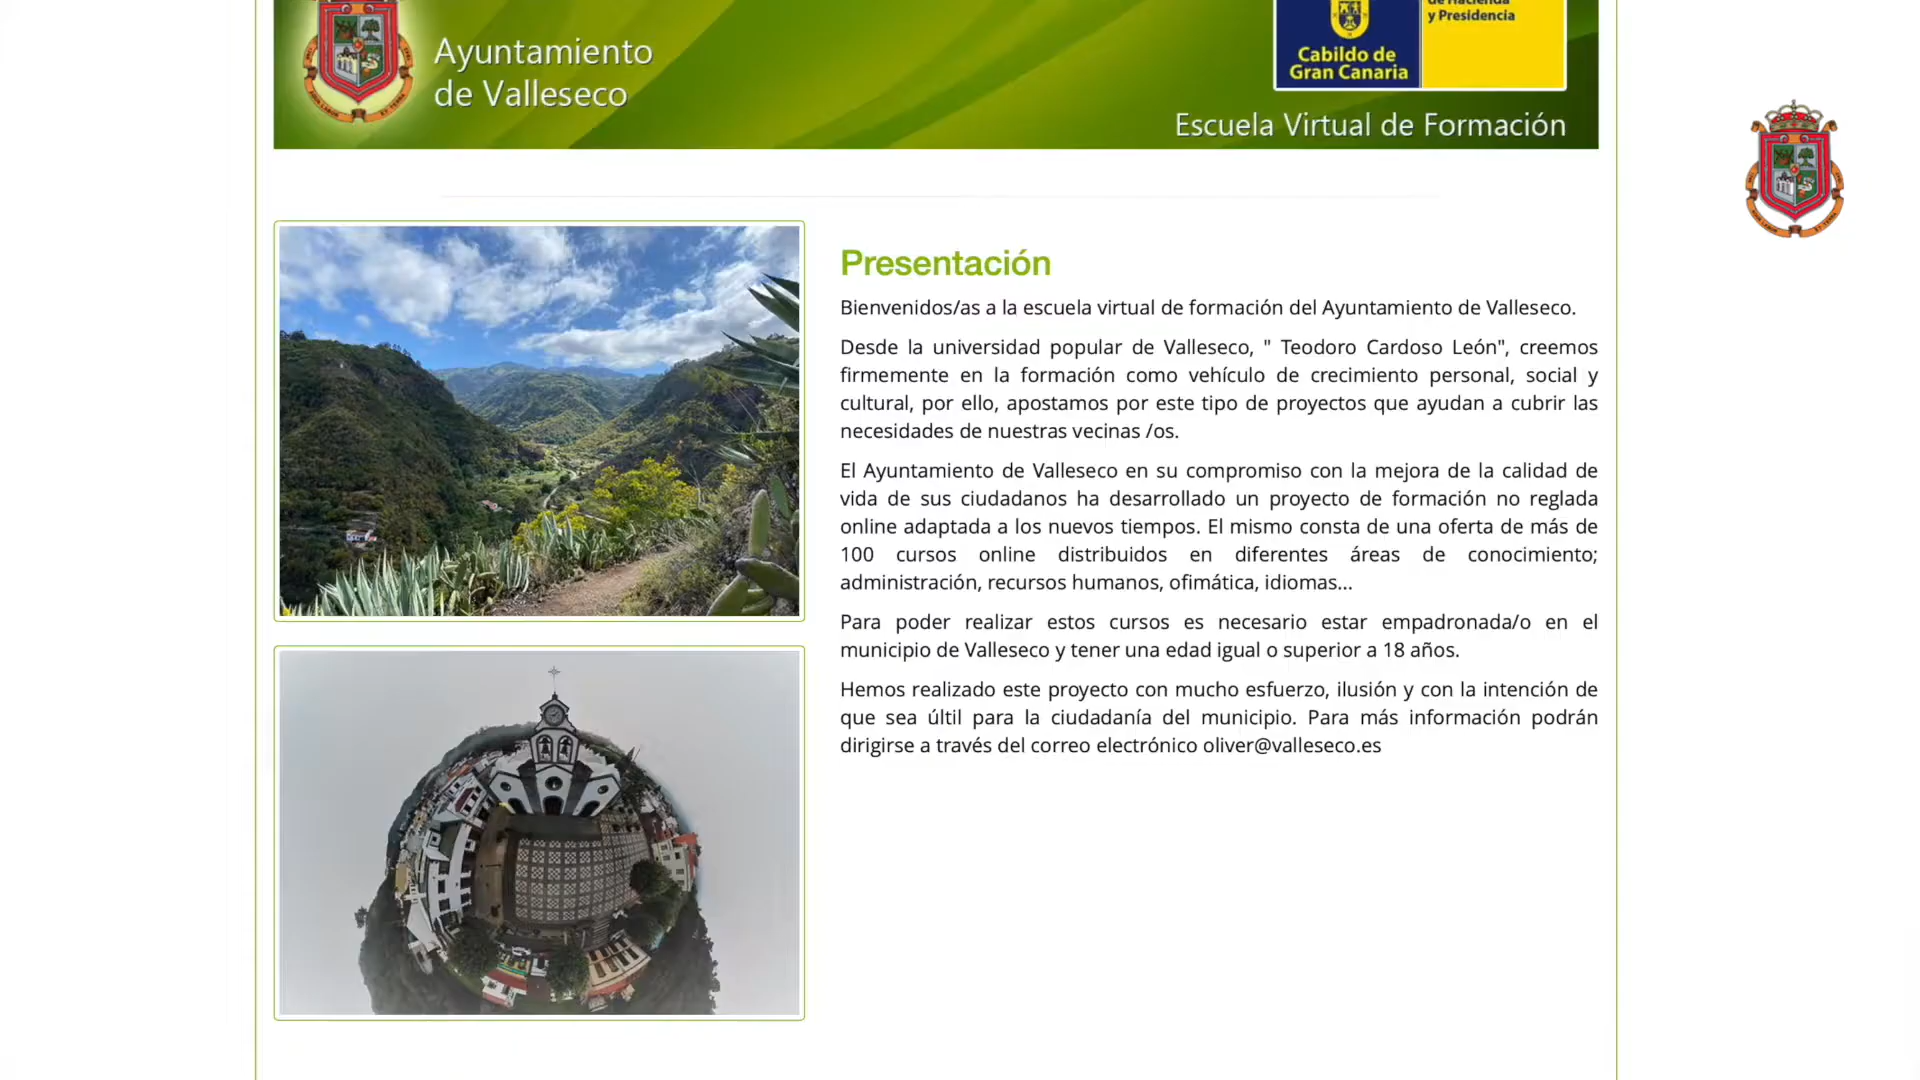 Ayuntamiento
de Valleseco
de Hacienda
y Presidencia
Cabildo de
Gran Canaria
Escuela Virtual de Formación
Presentación
Bienvenidos/as a la escuela virtual de formación del Ayuntamiento de Valleseco.
Desde la universidad popular de Valleseco, " Teodoro Cardoso León", creemos
firmemente en la formación como vehículo de crecimiento personal, social y
cultural, por ello, apostamos por este tipo de proyectos que ayudan a cubrir las
necesidades de nuestras vecinas /os.
El Ayuntamiento de Valleseco en su compromiso con la mejora de la calidad de
vida de sus ciudadanos ha desarrollado un proyecto de formación no reglada
online adaptada a los nuevos tiempos. El mismo consta de una oferta de más de
100 cursos online distribuidos en diferentes áreas de conocimiento;
administración, recursos humanos, ofimática, idiomas...
Para poder realizar estos cursos es necesario estar empadronada/o en el
municipio de Valleseco y tener una edad igual o superior a 18 años.
Hemos realizado este proyecto con mucho esfuerzo, ilusión y con la intención de
que sea últil para la ciudadanía del municipio. Para más información podrán
dirigirse a través del correo electrónico oliver@valleseco.es